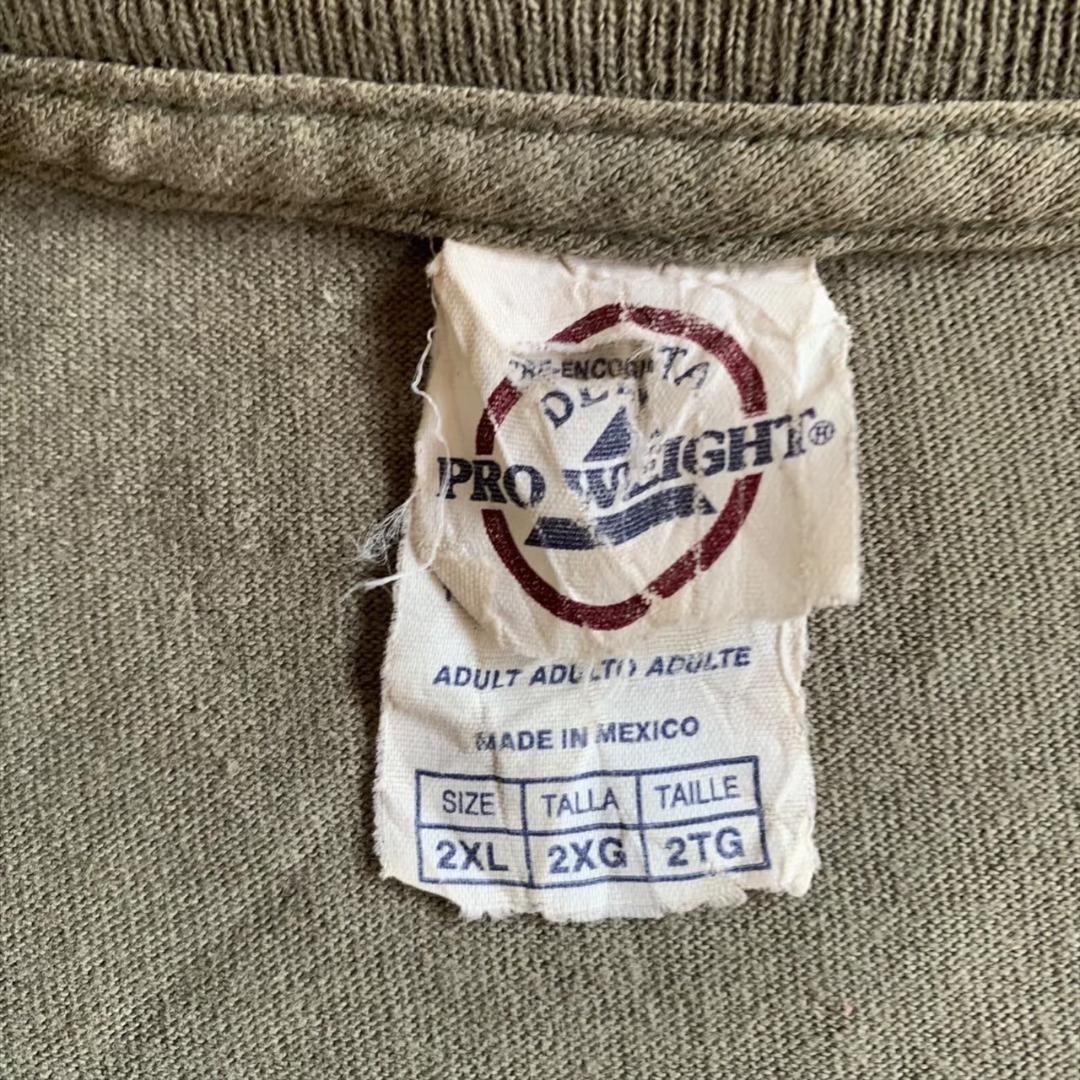 DELTA
PRO WEIGHT®
ADULT ADULTO ADULTE
MADE IN MEXICO
SIZE TALLA TAILLE
2XL 2XG 2TG